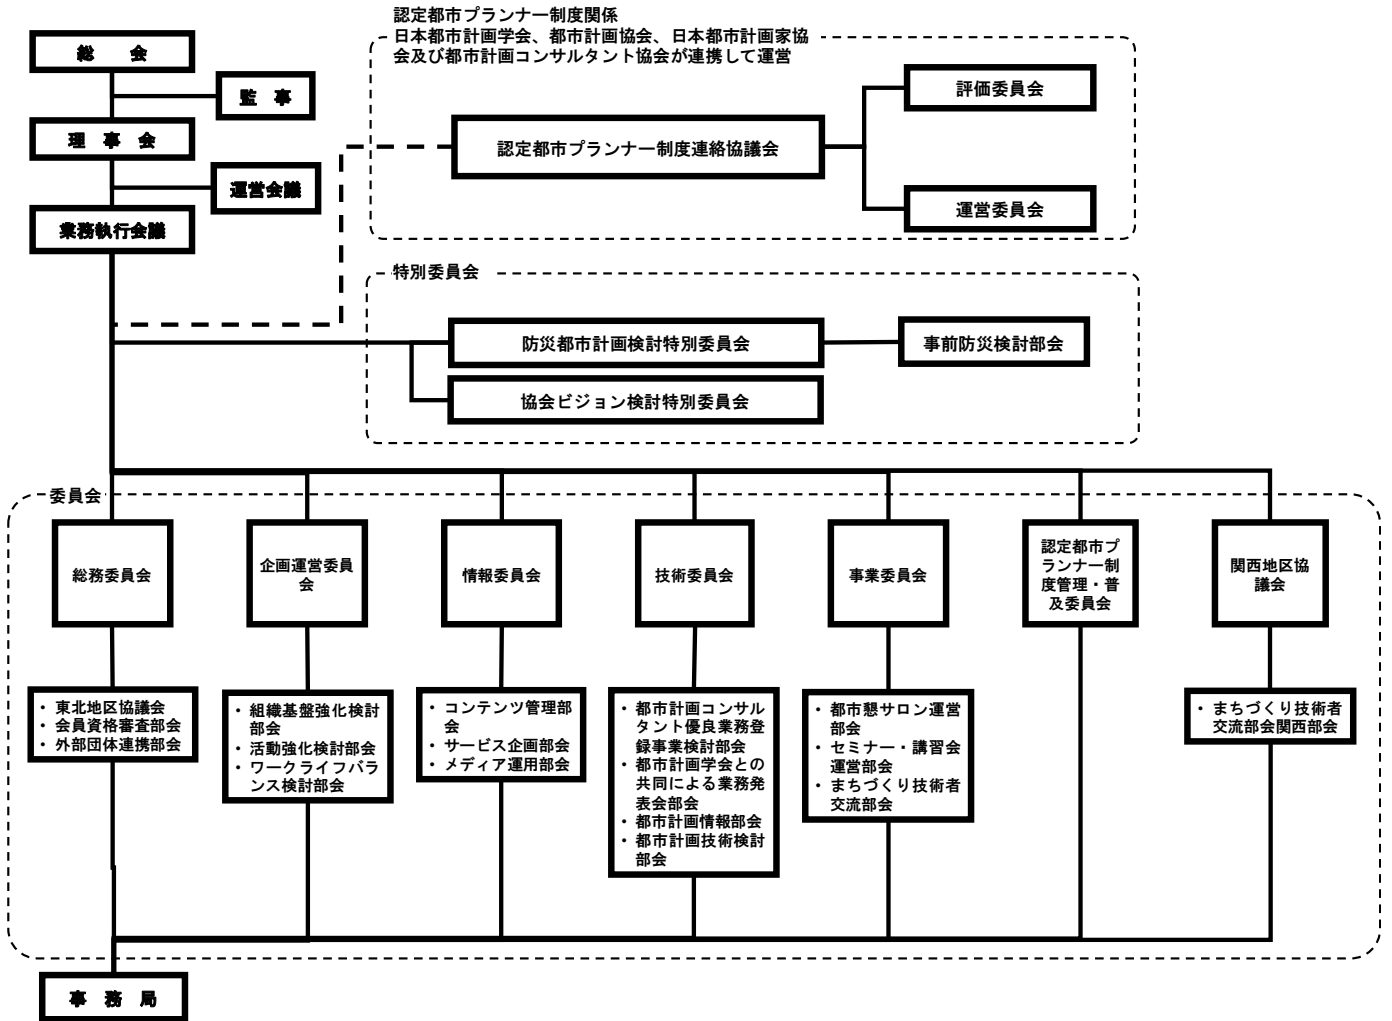 認定都市プランナー制度関係
日本都市計画学会、都市計画協会、日本都市計画家協
会及び都市計画コンサルタント協会が連携して運営
総　会
監　事
理　事　会
運営会議
業務執行会議
認定都市プランナー制度連絡協議会
評価委員会
運営委員会
特別委員会
防災都市計画検討特別委員会
事前防災検討部会
協会ビジョン検討特別委員会
委員会
総務委員会
企画運営委員
会
情報委員会
技術委員会
事業委員会
認定都市プ
ランナー制
度管理・普
及委員会
関西地区協
議会
・ 東北地区協議会
・ 会員資格審査部会
・ 外部団体連携部会
・ 組織基盤強化検討
部会
・ 活動強化検討部会
・ ワークライフバラ
ンス検討部会
・ コンテンツ管理部
会
・ サービス企画部会
・ メディア運用部会
・ 都市計画コンサル
タント優良業務登
録事業検討部会
・ 都市計画学会との
共同による業務発
表会部会
・ 都市計画情報部会
・ 都市計画技術検討
部会
・ 都市懇サロン運営
部会
・ セミナー・講習会
運営部会
・ まちづくり技術者
交流部会
・ まちづくり技術者
交流部会関西部会
事　務　局